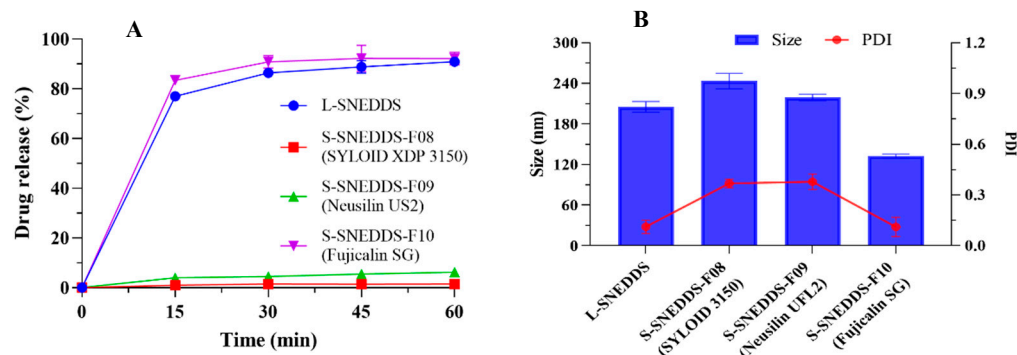 A
Drug release (%)
100
80
60
40
20
0
0 15 30 45 60
Time (min)
L-SNEDDS
S-SNEDDS-F08
(SYLOID XDP 3150)
S-SNEDDS-F09
(Neusilin US2)
S-SNEDDS-F10
(Fujicalin SG)
B
Size PDI
Size (nm)
300
240
180
120
60
0
PDI
1.2
0.9
0.6
0.3
0.0
L-SNEDDS
S-SNEDDS-F08
(SYLOID 3150)
S-SNEDDS-F09
(Neusilin UFL2)
S-SNEDDS-F10
(Fujicalin SG)